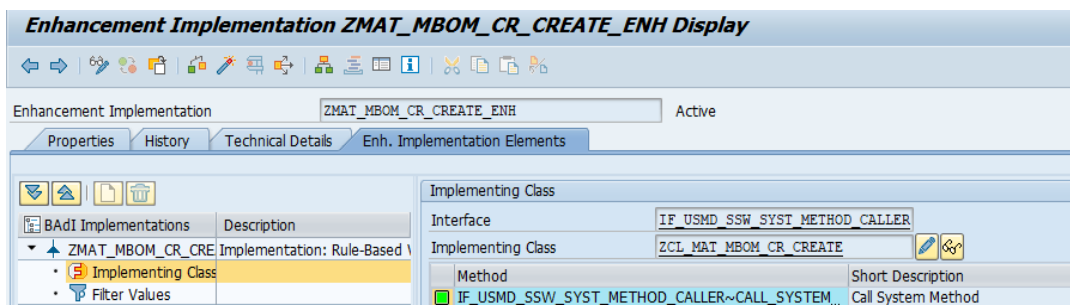 Enhancement Implementation ZMAT_MBOM_CR_CREATE_ENH Display
Enhancement Implementation ZMAT_MBOM_CR_CREATE_ENH Active
Properties History Technical Details Enh. Implementation Elements
Implementing Class
BAdI Implementations Description
Interface IF_USMD_SSW_SYST_METHOD_CALLER
ZMAT_MBOM_CR_CRE Implementation: Rule-Based
Implementing Class ZCL_MAT_MBOM_CR_CREATE
Implementing Class
Method Short Description
Filter Values
IF_USMD_SSW_SYST_METHOD_CALLER~CALL_SYSTEM... Call System Method